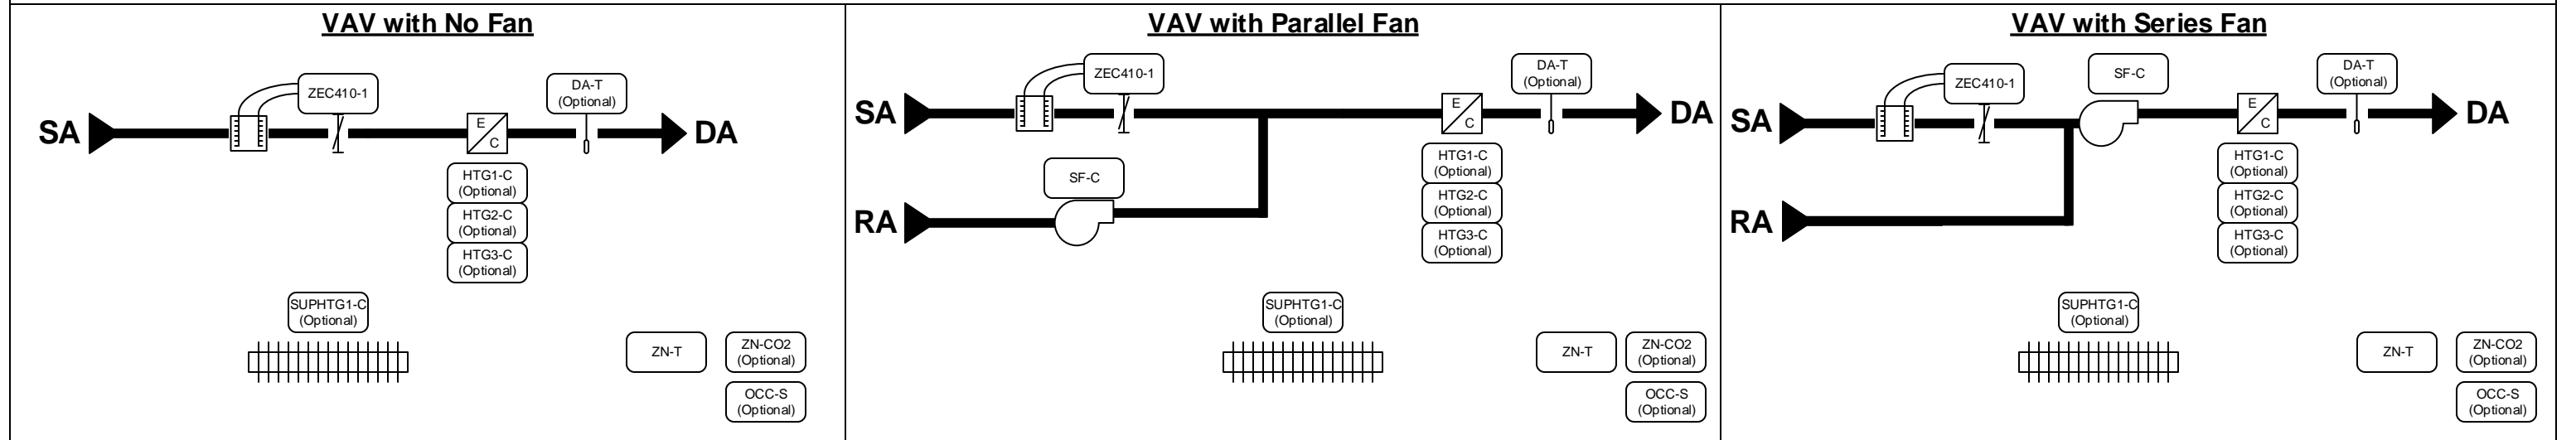 VAV with No Fan
ZEC410-1
DA-T
(Optional)
SA
E
C
DA
HTG1-C
(Optional)
HTG2-C
(Optional)
HTG3-C
(Optional)
SUPHTG1-C
(Optional)
ZN-T
ZN-CO2
(Optional)
OCC-S
(Optional)
VAV with Parallel Fan
ZEC410-1
DA-T
(Optional)
SA
E
C
DA
SF-C
RA
HTG1-C
(Optional)
HTG2-C
(Optional)
HTG3-C
(Optional)
SUPHTG1-C
(Optional)
ZN-T
ZN-CO2
(Optional)
OCC-S
(Optional)
VAV with Series Fan
ZEC410-1
SF-C
DA-T
(Optional)
SA
E
C
DA
RA
HTG1-C
(Optional)
HTG2-C
(Optional)
HTG3-C
(Optional)
SUPHTG1-C
(Optional)
ZN-T
ZN-CO2
(Optional)
OCC-S
(Optional)